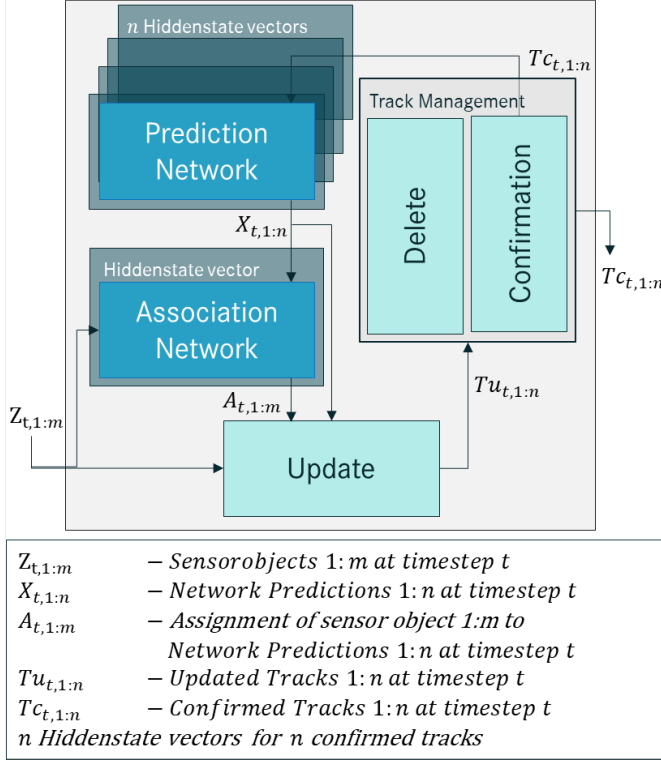 n Hiddenstate vectors
Tc_{t,1:n}
Track Management
Prediction
Network
Delete
Confirmation
X_{t,1:n}
Hiddenstate vector
Tc_{t,1:n}
Association
Network
A_{t,1:m}
Tu_{t,1:n}
Z_{t,1:m}
Update
Z_{t,1:m} – Sensorobjects 1: m at timestep t
X_{t,1:n} – Network Predictions 1: n at timestep t
A_{t,1:m} – Assignment of sensor object 1:m to
Network Predictions 1: n at timestep t
Tu_{t,1:n} – Updated Tracks 1: n at timestep t
Tc_{t,1:n} – Confirmed Tracks 1: n at timestep t
n Hiddenstate vectors for n confirmed tracks